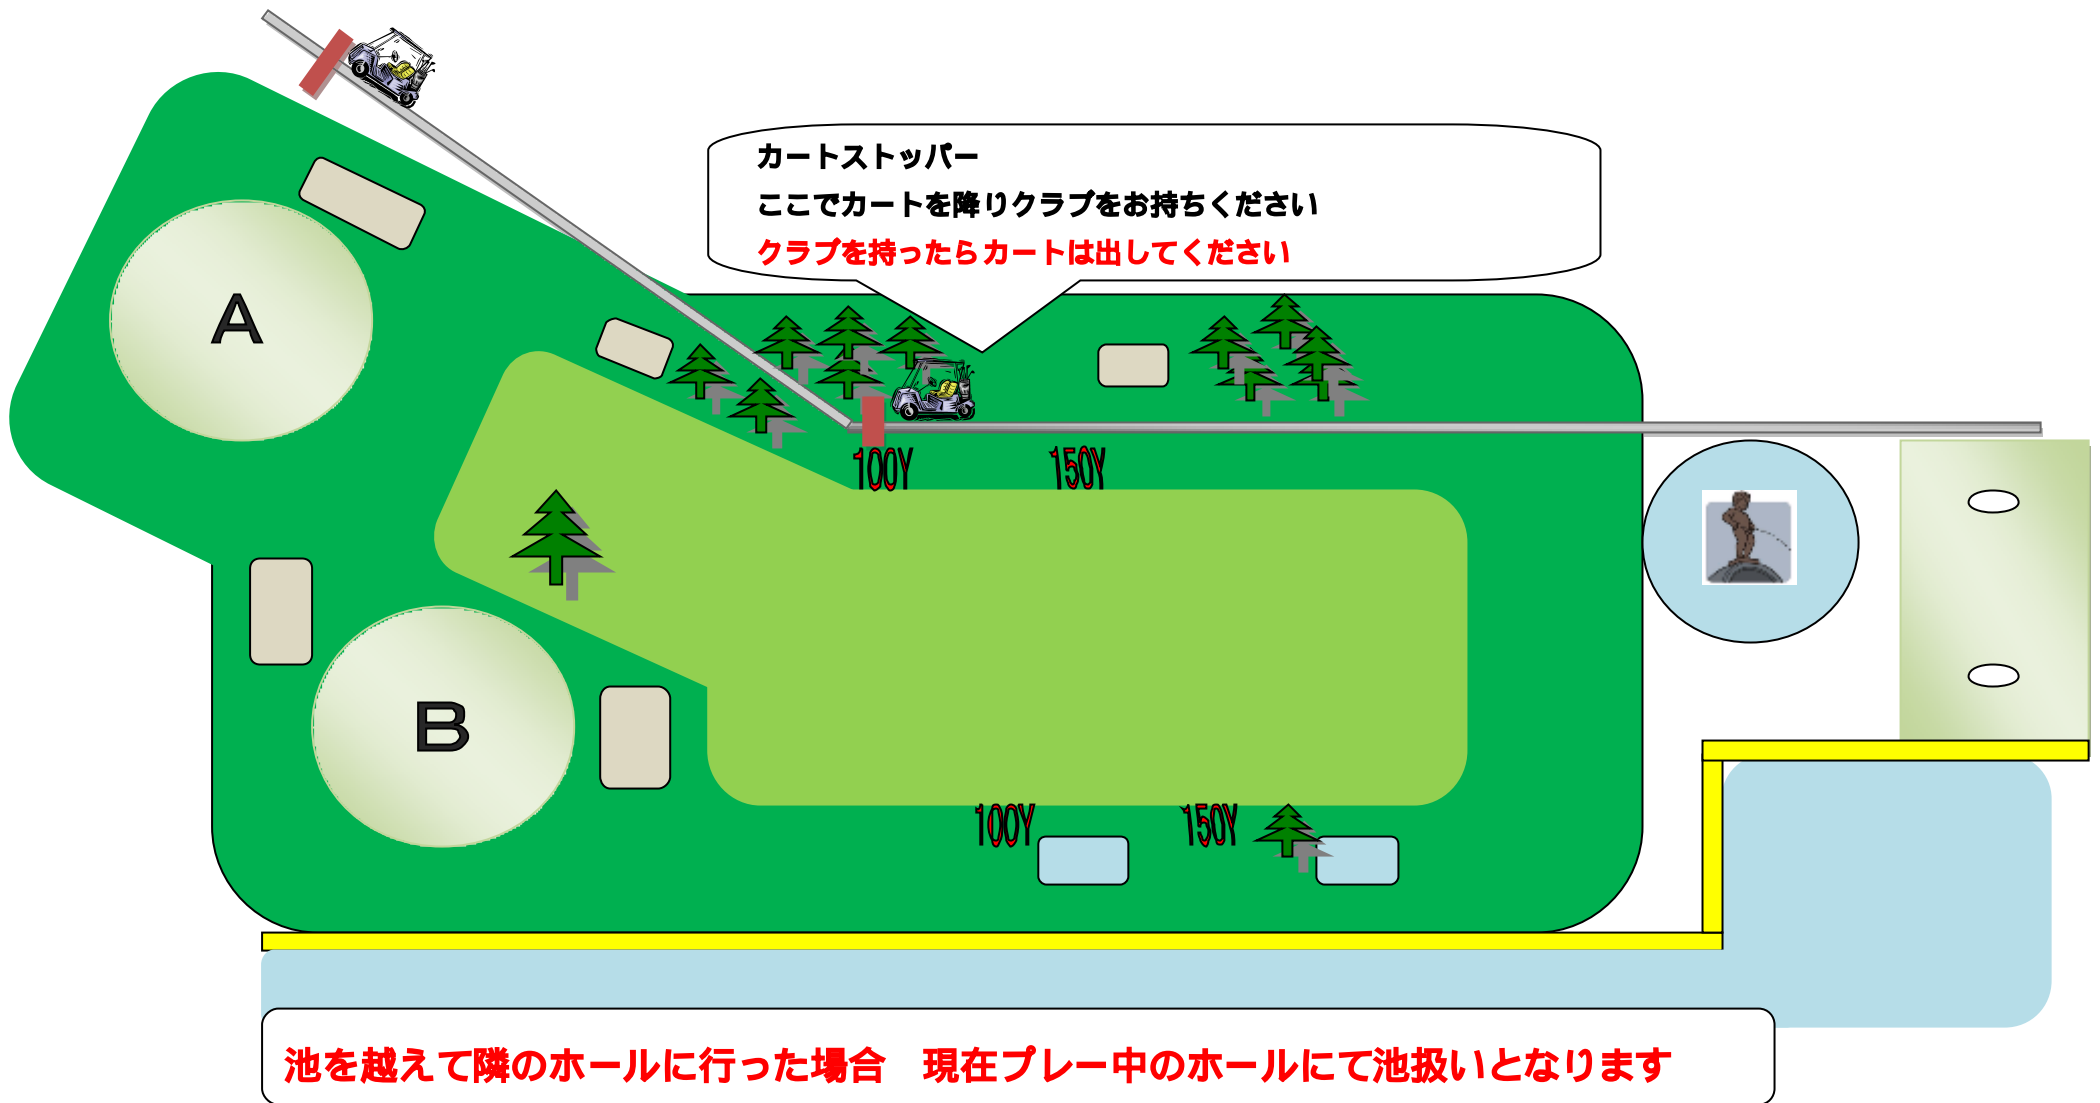 カートストッパー
ここでカートを降りクラブをお持ちください
クラブを持ったらカートは出してください
A
100Y
150Y
B
100Y
150Y
池を越えて隣のホールに行った場合　現在プレー中のホールにて池扱いとなります